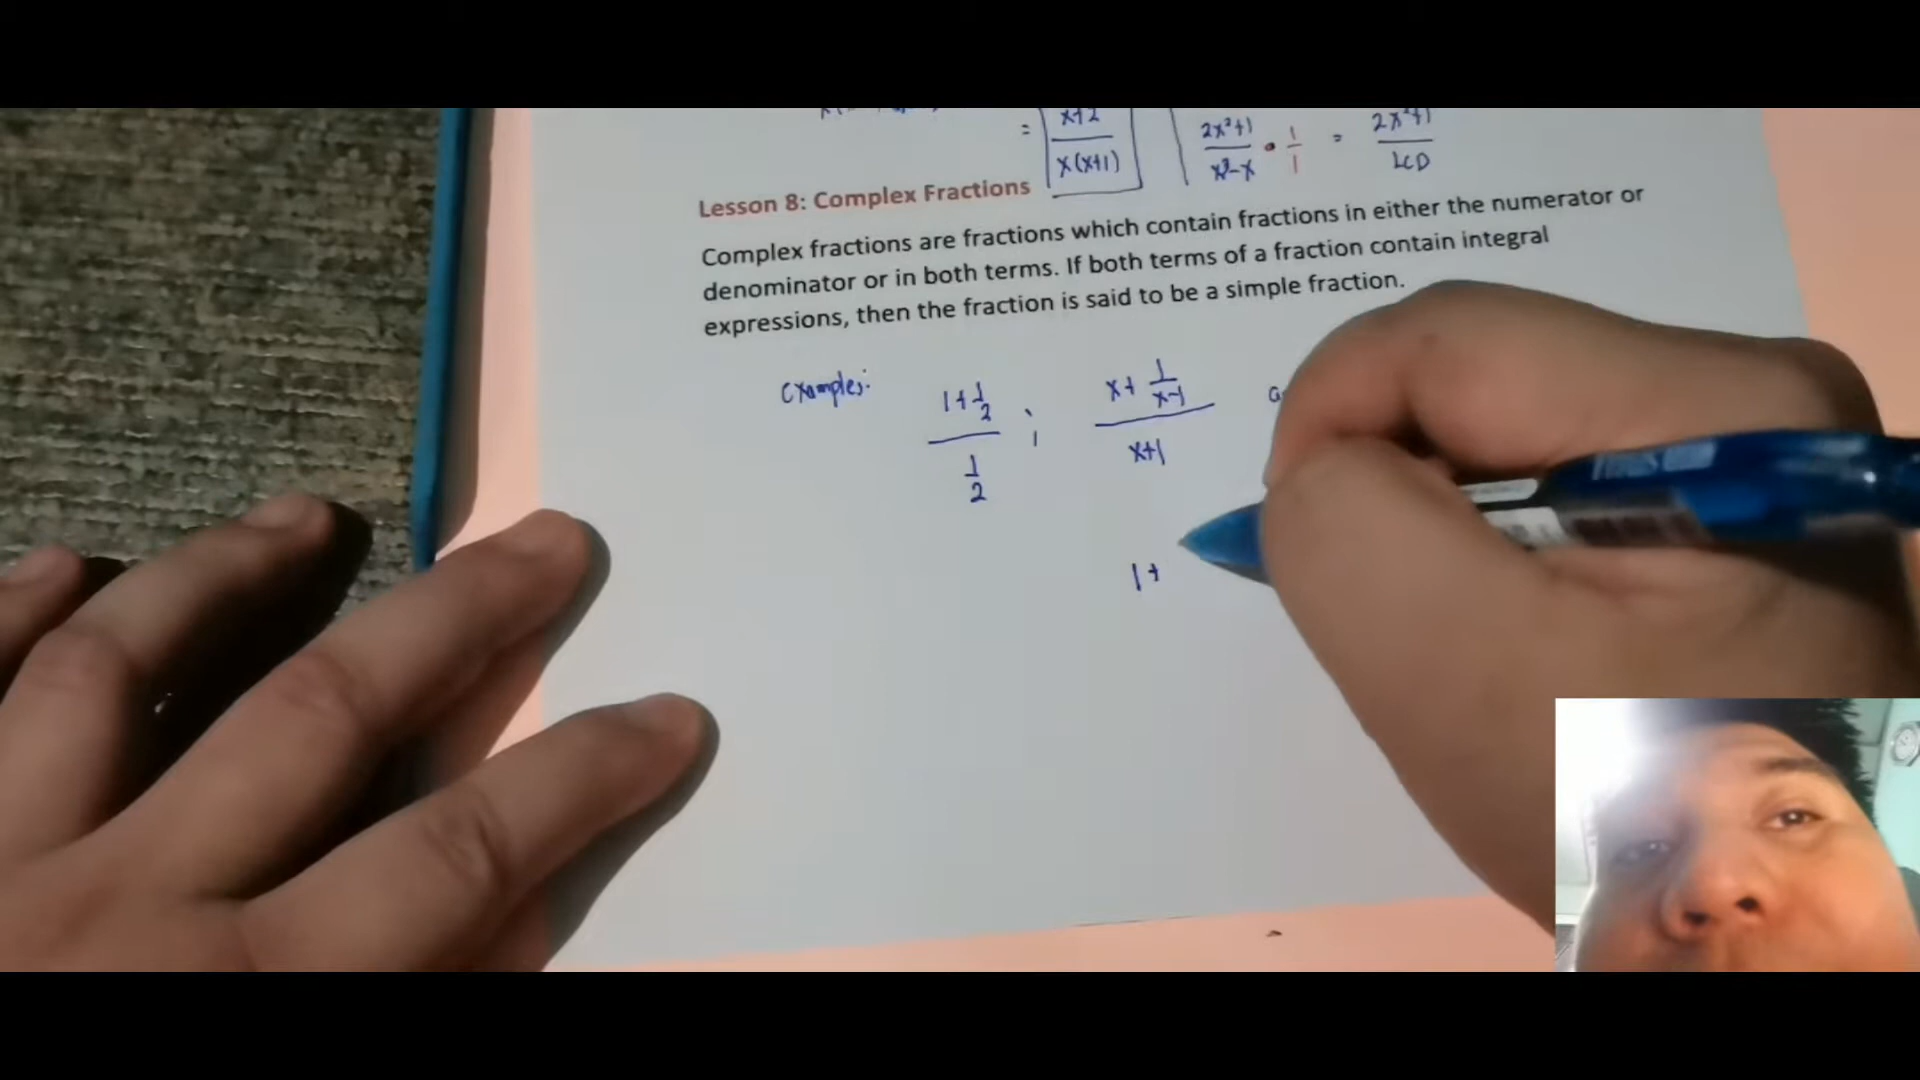 = x+2 / x(x+1)
2x²+1 / x³-x • 1/1 = 2x²+1 / LCD
Lesson 8: Complex Fractions
Complex fractions are fractions which contain fractions in either the numerator or
denominator or in both terms. If both terms of a fraction contain integral
expressions, then the fraction is said to be a simple fraction.
Examples:
1+1/2 / 1/2 ; x+ 1/x-1 / x+1
1+